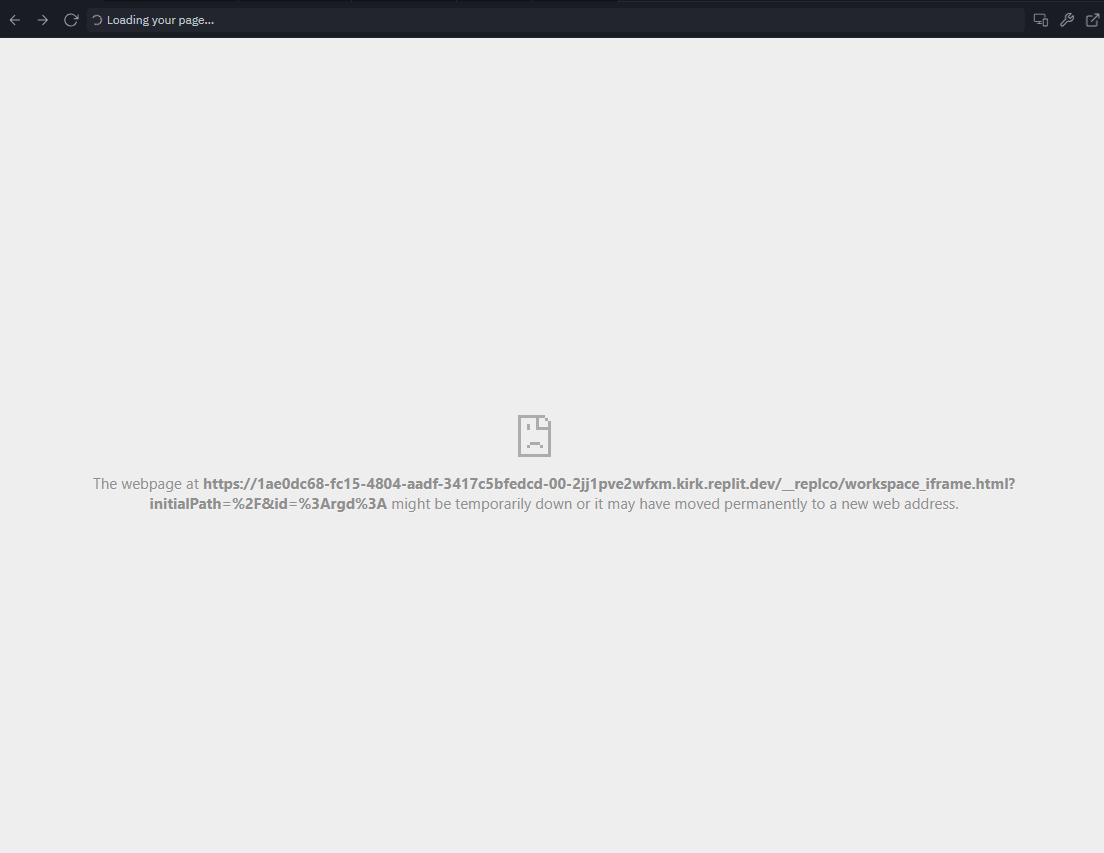 Loading your page...
The webpage at https://1ae0dc68-fc15-4804-aadf-3417c5bfedcd-00-2jj1pve2wfxm.kirk.replit.dev/__replco/workspace_iframe.html?
initialPath=%2F&id=%3Argd%3A might be temporarily down or it may have moved permanently to a new web address.